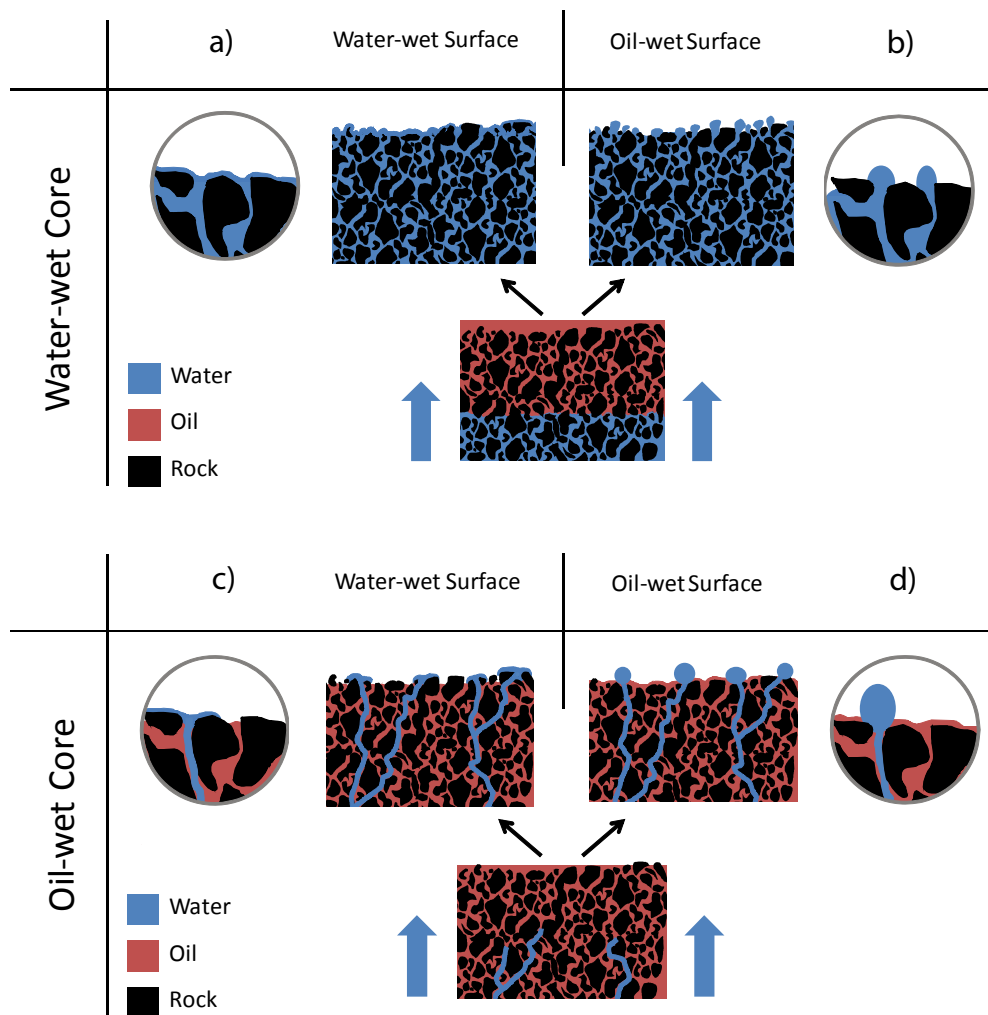 a)
Water-wet Surface
Oil-wet Surface
b)
Water-wet Core
Water
Oil
Rock
c)
Water-wet Surface
Oil-wet Surface
d)
Oil-wet Core
Water
Oil
Rock